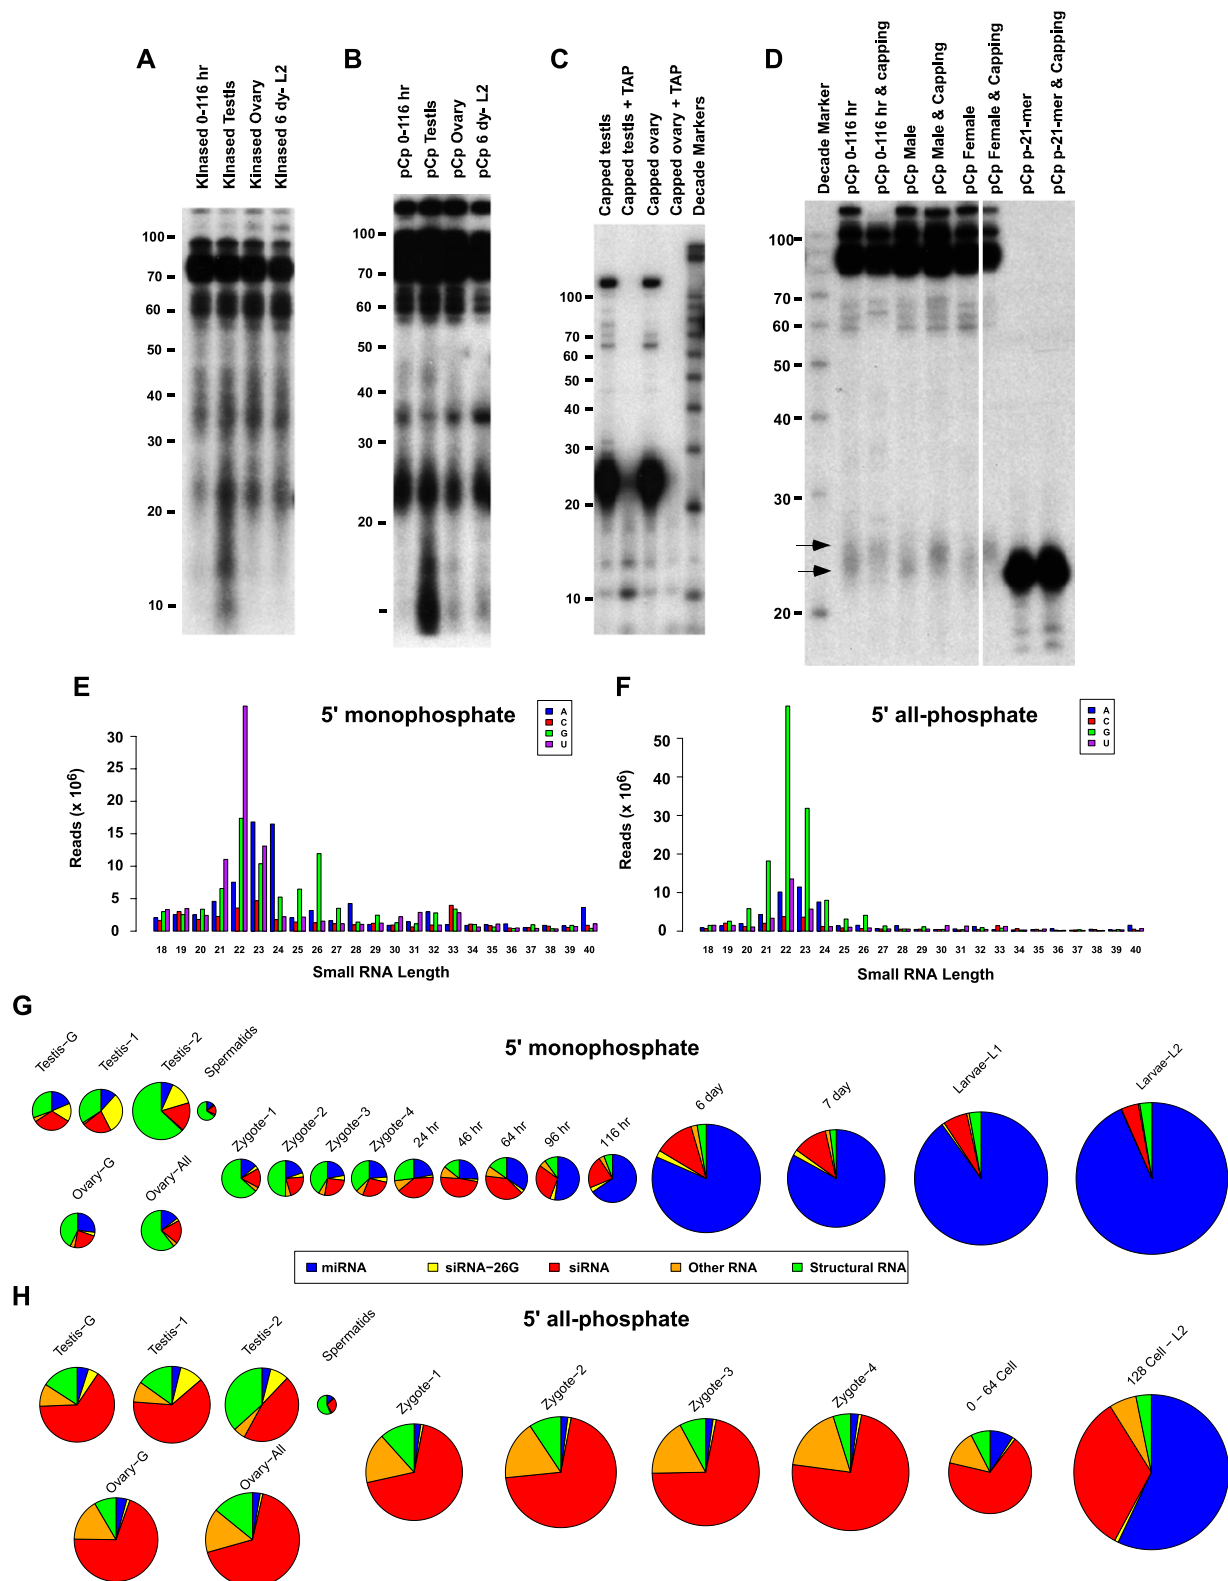 A
Kinased 0-116 hr
Kinased Testis
Kinased Ovary
Kinased 6 dy- L2
100
70
60
50
40
30
20
10
B
pCp 0-116 hr
pCp Testis
pCp Ovary
pCp 6 dy- L2
100
70
60
50
40
30
20
C
Capped testis
Capped testis + TAP
Capped ovary
Capped ovary + TAP
Decade Markers
100
70
60
50
40
30
20
10
D
Decade Marker
pCp 0-116 hr
pCp 0-116 hr & capping
pCp Male
pCp Male & Capping
pCp Female
pCp Female & Capping
pCp p-21-mer
pCp p-21-mer & Capping
100
70
60
50
40
30
20
E
5' monophosphate
A
C
G
U
Reads (x 10⁶)
30
25
20
15
10
5
0
18 19 20 21 22 23 24 25 26 27 28 29 30 31 32 33 34 35 36 37 38 39 40
Small RNA Length
F
5' all-phosphate
A
C
G
U
Reads (x 10⁶)
50
40
30
20
10
0
18 19 20 21 22 23 24 25 26 27 28 29 30 31 32 33 34 35 36 37 38 39 40
Small RNA Length
G
5' monophosphate
Testis−G
Testis−1
Testis−2
Spermatids
Ovary−G
Ovary−All
Zygote−1
Zygote−2
Zygote−3
Zygote−4
24 hr
46 hr
64 hr
96 hr
116 hr
6 day
7 day
Larvae−L1
Larvae−L2
miRNA
siRNA−26G
siRNA
Other RNA
Structural RNA
H
5' all-phosphate
Testis−G
Testis−1
Testis−2
Spermatids
Ovary−G
Ovary−All
Zygote−1
Zygote−2
Zygote−3
Zygote−4
0 − 64 Cell
128 Cell − L2